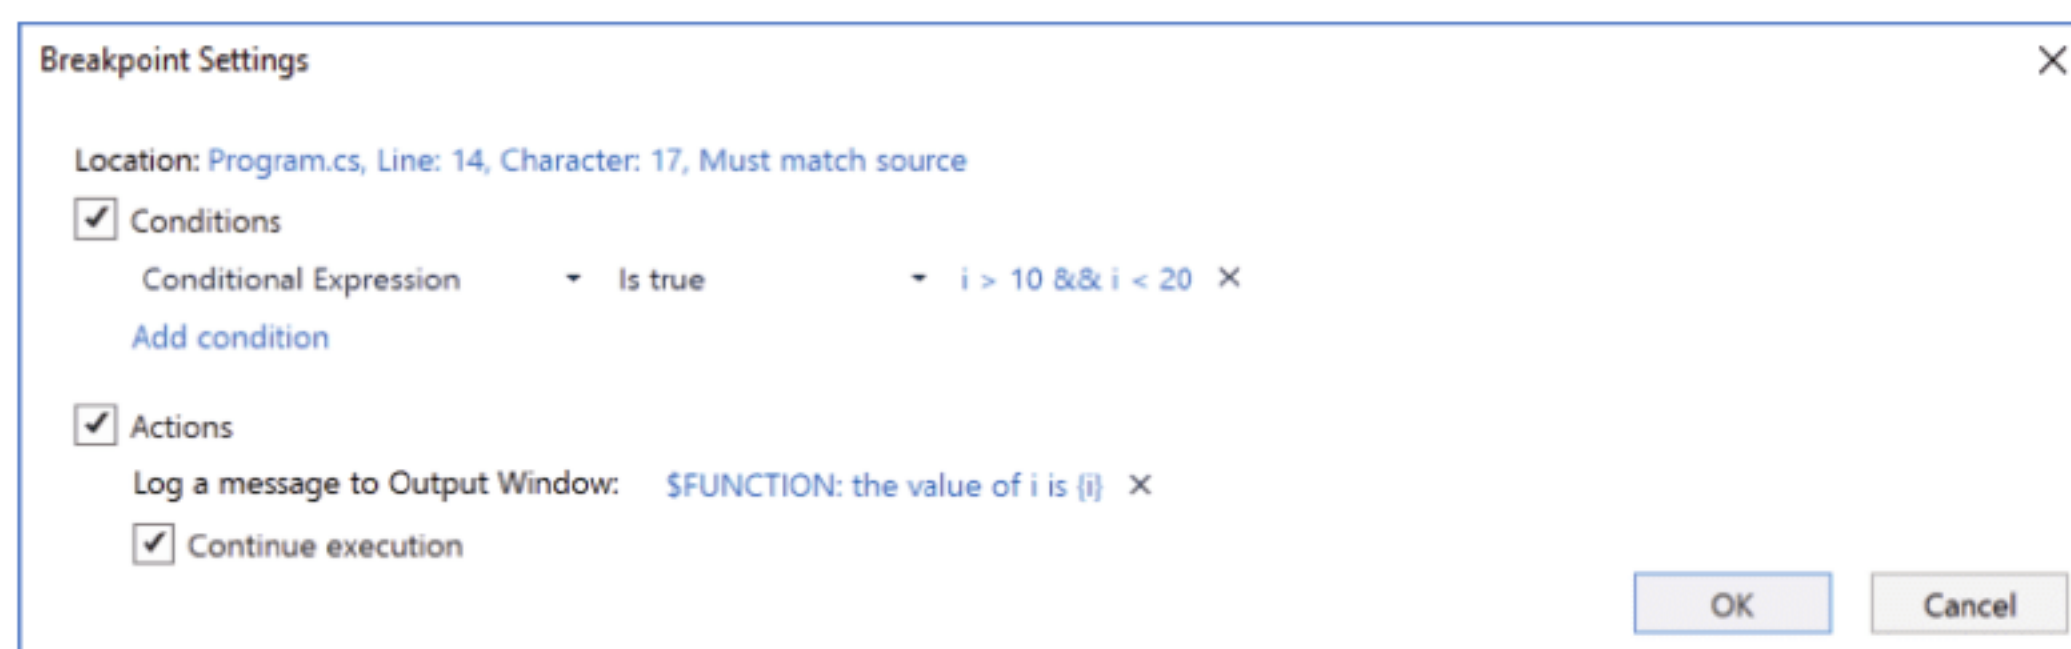 Breakpoint Settings
Location: Program.cs, Line: 14, Character: 17, Must match source
Conditions
Conditional Expression Is true i > 10 && i < 20
Add condition
Actions
Log a message to Output Window: $FUNCTION: the value of i is {i}
Continue execution
OK Cancel